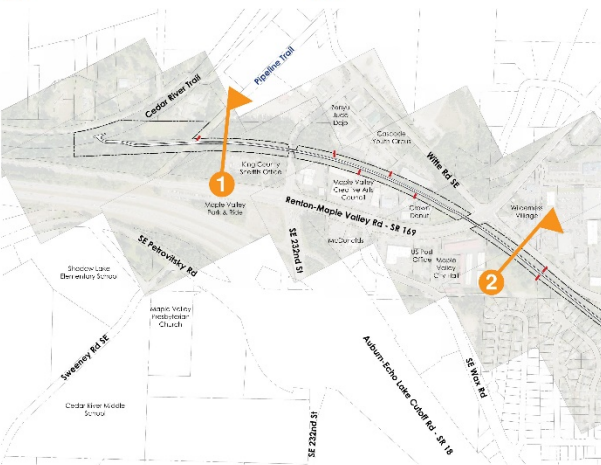 Pipeline Trail
Cedar River Trail
Tanyu
Judo
Dojo
Cascade
Youth Circus
Witte Rd SE
King County
Sheriffs Office
1
Maple Valley
Creative Arts
Council
Maple Valley
Park & Ride
Crown
Donut
Wilderness
Village
Renton-Maple Valley Rd - SR 169
SE 232nd St
McDonalds
SE Petrovitsky Rd
US Post
Office
Maple
Valley
City Hall
2
Shadow Lake
Elementary School
Maple Valley
Presbyterian
Church
Sweeney Rd SE
Auburn-Echo Lake Cutoff Rd - SR 18
SE Wax Rd
Cedar River Middle
School
SE 232nd St